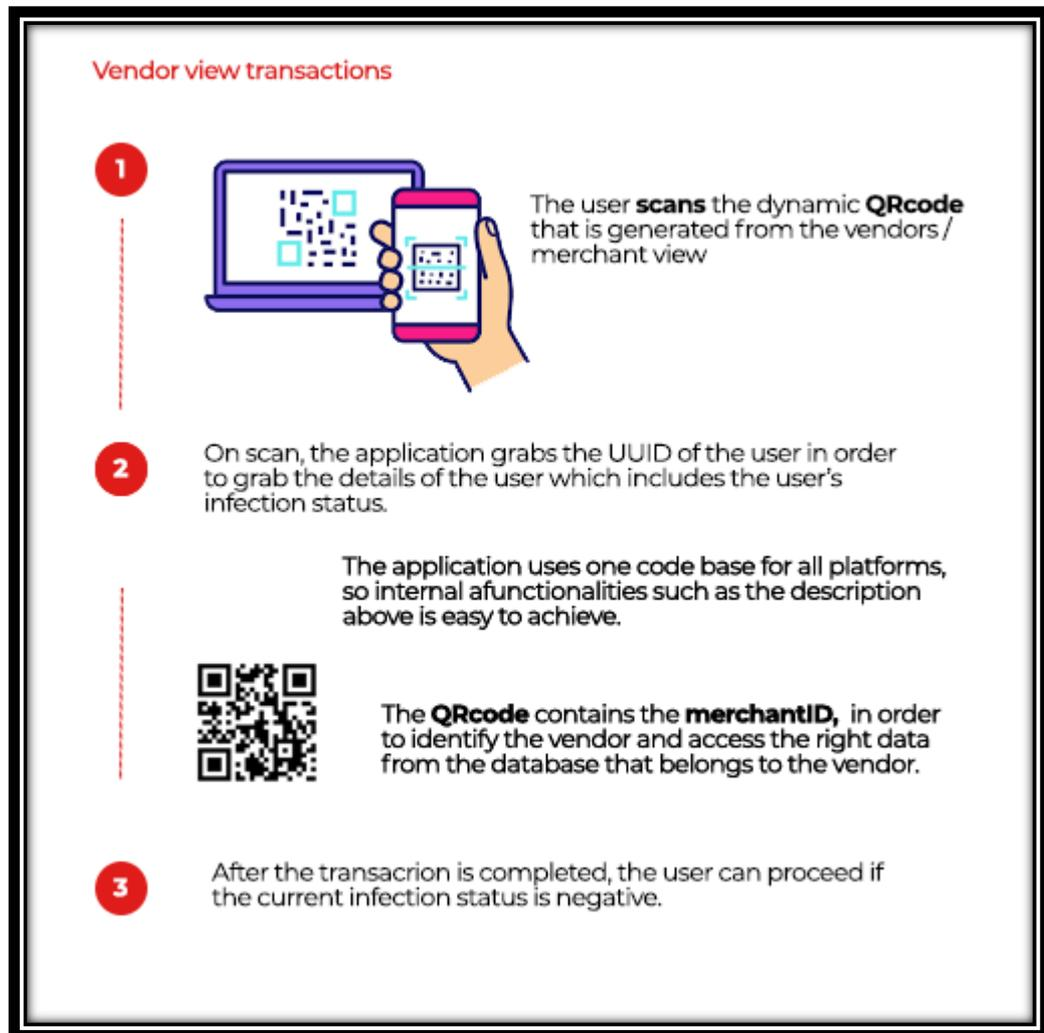 Vendor view transactions
1
The user scans the dynamic QRcode
that is generated from the vendors /
merchant view
2
On scan, the application grabs the UUID of the user in order
to grab the details of the user which includes the user's
infection status.
The application uses one code base for all platforms,
so internal afunctionalities such as the description
above is easy to achieve.
The QRcode contains the merchantID, in order
to identify the vendor and access the right data
from the database that belongs to the vendor.
3
After the transacrion is completed, the user can proceed if
the current infection status is negative.